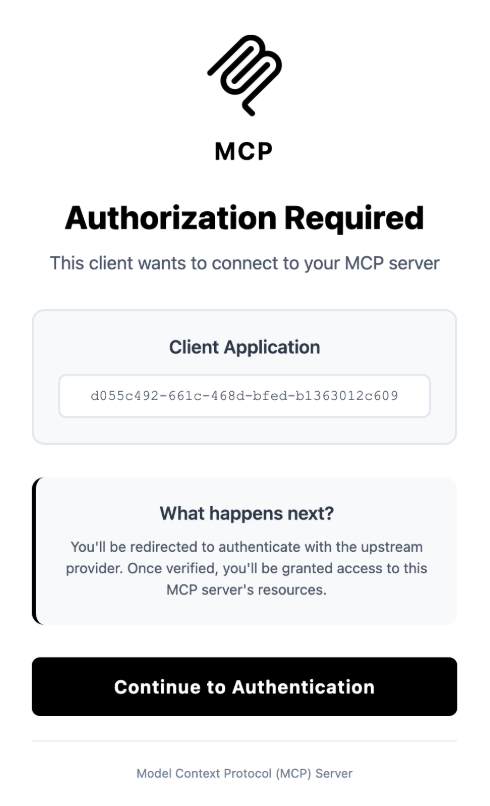 MCP
Authorization Required
This client wants to connect to your MCP server
Client Application
d055c492-661c-468d-bfed-b1363012c609
What happens next?
You'll be redirected to authenticate with the upstream
provider. Once verified, you'll be granted access to this
MCP server's resources.
Continue to Authentication
Model Context Protocol (MCP) Server